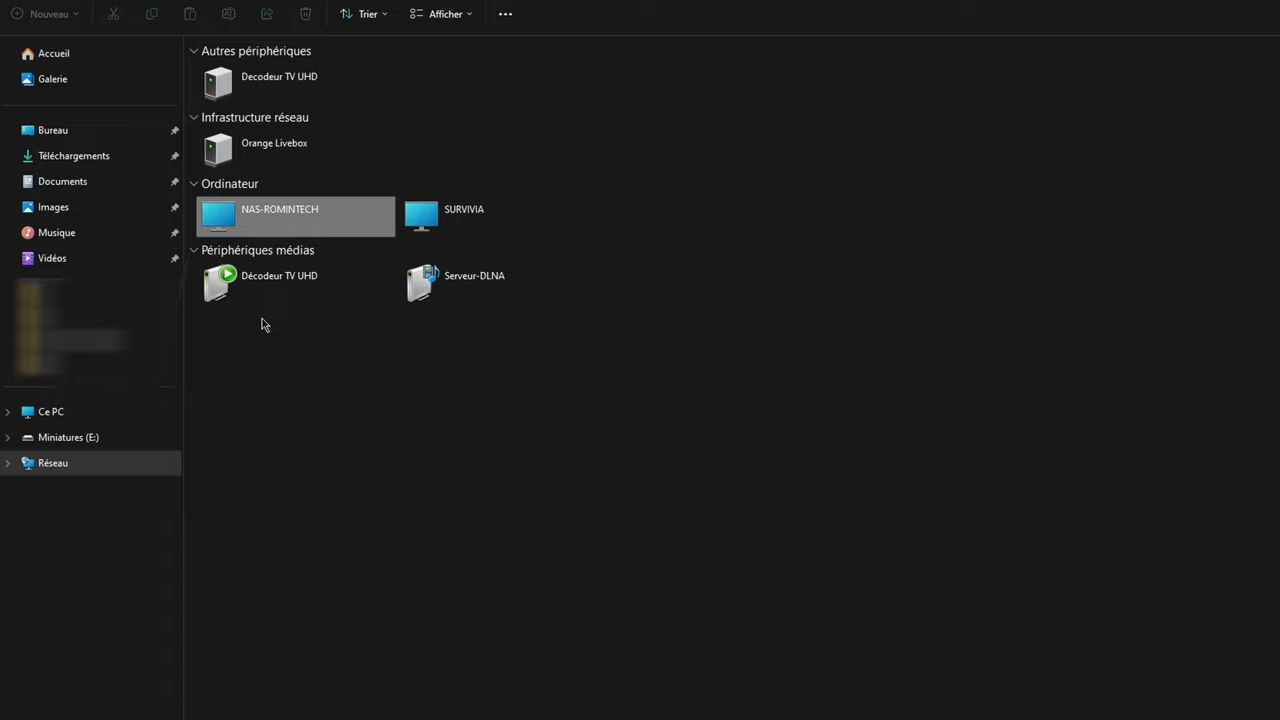 Nouveau
Trier
Afficher
Accueil
Galerie
Bureau
Téléchargements
Documents
Images
Musique
Vidéos
Ce PC
Miniatures (E:)
Réseau
Autres périphériques
Decodeur TV UHD
Infrastructure réseau
Orange Livebox
Ordinateur
NAS-ROMINTECH
SURVIVIA
Périphériques médias
Décodeur TV UHD
Serveur-DLNA